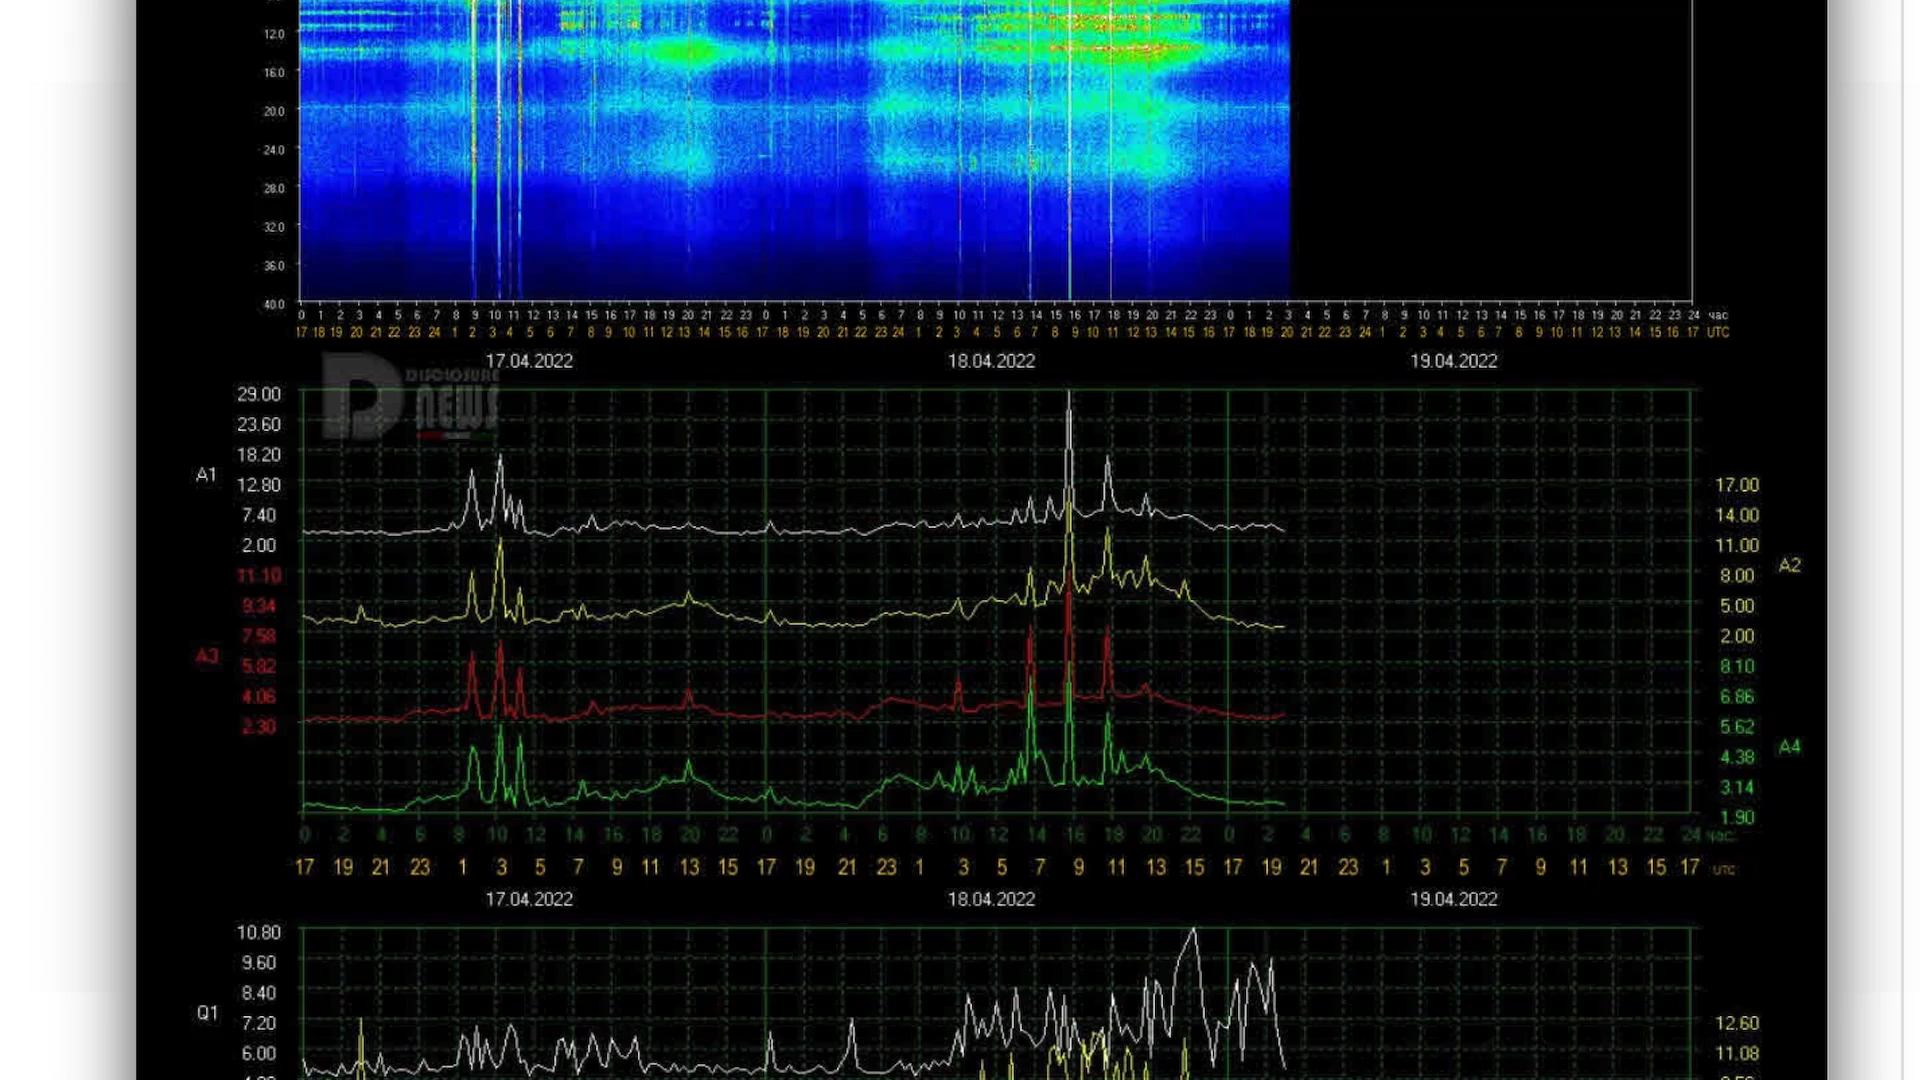 12.0
16.0
20.0
24.0
28.0
32.0
36.0
40.0
0 1 2 3 4 5 6 7 8 9 10 11 12 13 14 15 16 17 18 19 20 21 22 23 0 1 2 3 4 5 6 7 8 9 10 11 12 13 14 15 16 17 18 19 20 21 22 23 0 1 2 3 4 5 6 7 8 9 10 11 12 13 14 15 16 17 18 19 20 21 22 23 24 час
17 18 19 20 21 22 23 24 1 2 3 4 5 6 7 8 9 10 11 12 13 14 15 16 17 18 19 20 21 22 23 24 1 2 3 4 5 6 7 8 9 10 11 12 13 14 15 16 17 18 19 20 21 22 23 24 1 2 3 4 5 6 7 8 9 10 11 12 13 14 15 16 17 UTC
17.04.2022 18.04.2022 19.04.2022
DISCLOSURE
NEWS
29.00
23.60
18.20
A1
12.80 17.00
7.40 14.00
2.00 11.00
A2
11.10 8.00
9.34 5.00
7.58 2.00
A3
5.82 8.10
4.06 6.86
2.30 5.62
A4
4.38
3.14
1.90
0 2 4 6 8 10 12 14 16 18 20 22 0 2 4 6 8 10 12 14 16 18 20 22 0 2 4 6 8 10 12 14 16 18 20 22 24 час
17 19 21 23 1 3 5 7 9 11 13 15 17 19 21 23 1 3 5 7 9 11 13 15 17 19 21 23 1 3 5 7 9 11 13 15 17 UTC
17.04.2022 18.04.2022 19.04.2022
10.80
9.60
8.40
Q1
7.20 12.60
6.00 11.08